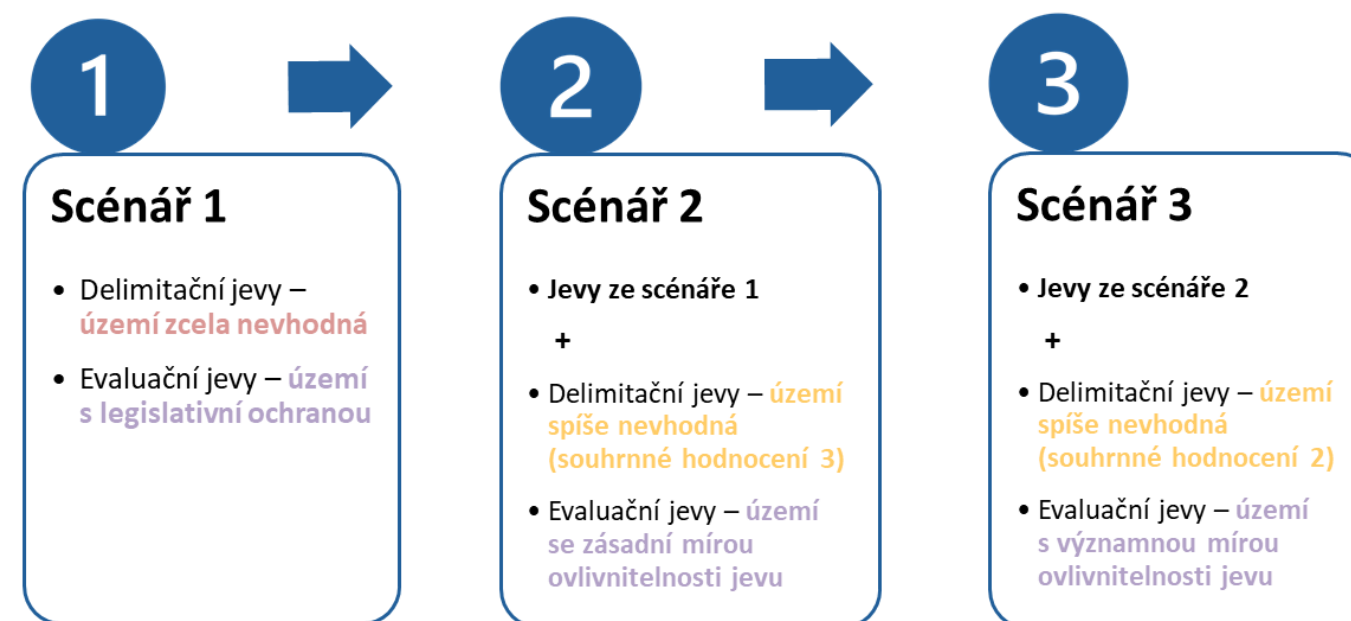 1
2
3
Scénář 1
• Delimitační jevy –
území zcela nevhodná
• Evaluační jevy – území
s legislativní ochranou
Scénář 2
• Jevy ze scénáře 1
+
• Delimitační jevy – území
spíše nevhodná
(souhrnné hodnocení 3)
• Evaluační jevy – území
se zásadní mírou
ovlivnitelnosti jevu
Scénář 3
• Jevy ze scénáře 2
+
• Delimitační jevy – území
spíše nevhodná
(souhrnné hodnocení 2)
• Evaluační jevy – území
s významnou mírou
ovlivnitelnosti jevu